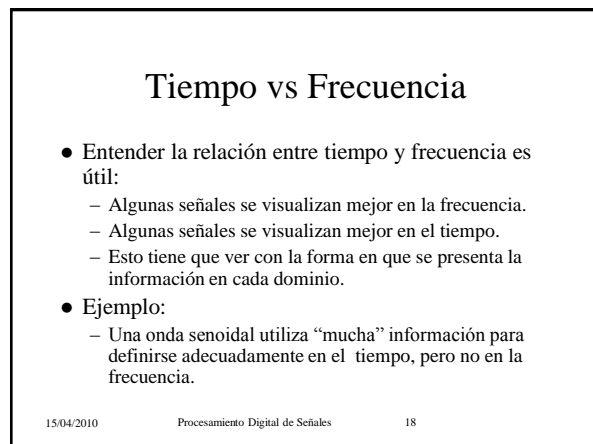 Tiempo vs Frecuencia
● Entender la relación entre tiempo y frecuencia es
útil:
– Algunas señales se visualizan mejor en la frecuencia.
– Algunas señales se visualizan mejor en el tiempo.
– Esto tiene que ver con la forma en que se presenta la
información en cada dominio.
● Ejemplo:
– Una onda senoidal utiliza “mucha” información para
definirse adecuadamente en el tiempo, pero no en la
frecuencia.
15/04/2010 Procesamiento Digital de Señales 18